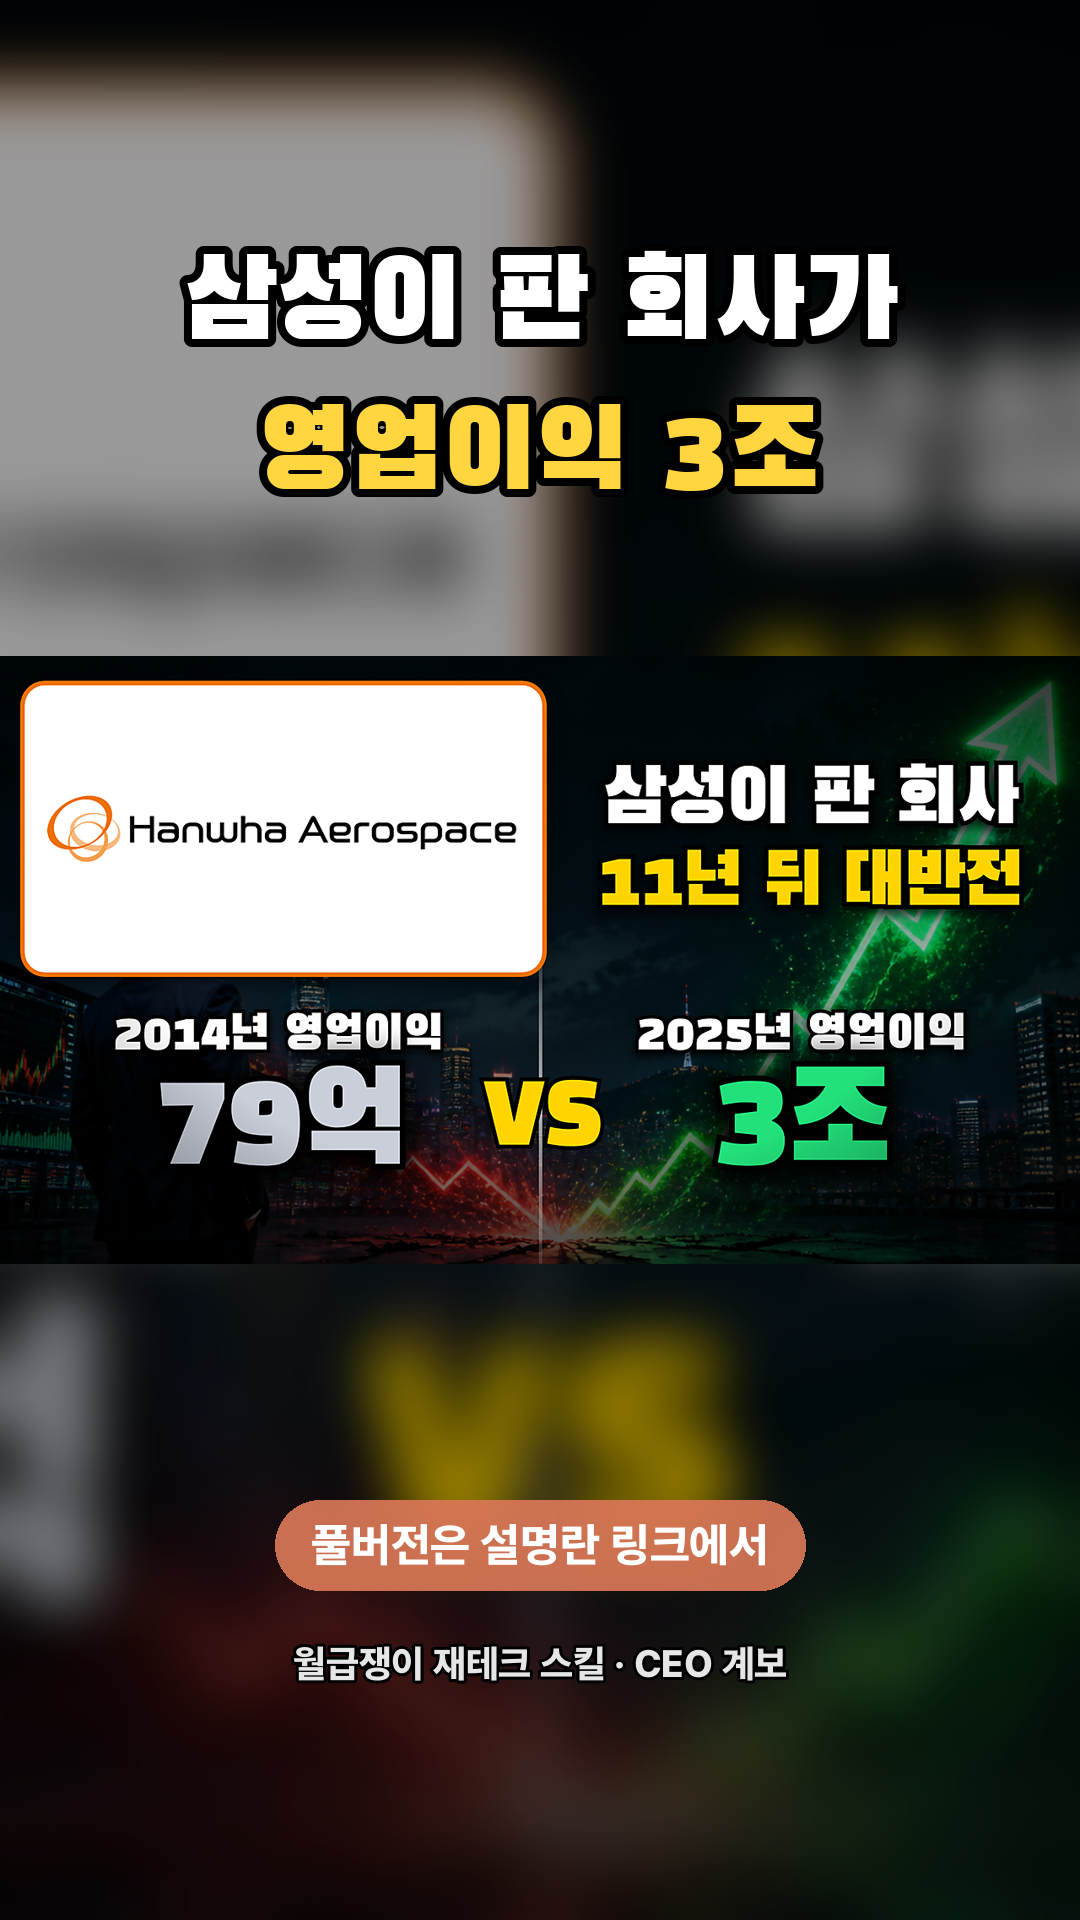 삼성이 판 회사가
영업이익 3조
Hanwha Aerospace
삼성이 판 회사
11년 뒤 대반전
2014년 영업이익
79억
VS
2025년 영업이익
3조
풀버전은 설명란 링크에서
월급쟁이 재테크 스킬 · CEO 계보